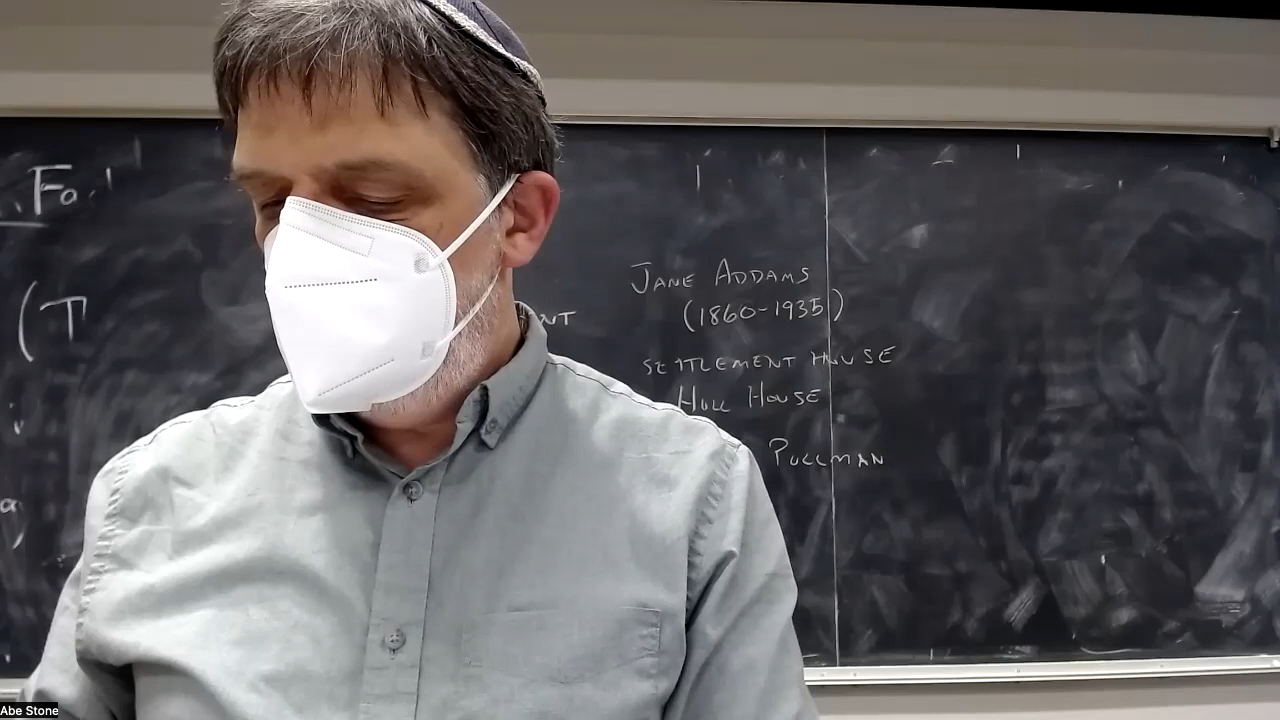 Fo
(T
NT
JANE ADDAMS
(1860-1935)
SETTLEMENT HOUSE
HULL HOUSE
PULLMAN
Abe Stone